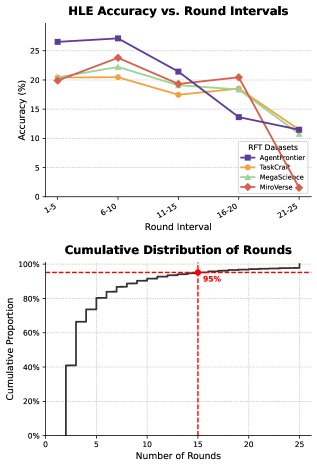 HLE Accuracy vs. Round Intervals
Accuracy (%)
25
20
15
10
5
0
RFT Datasets
AgentFrontier
TaskCraft
MegaScience
MiroVerse
1-5
6-10
11-15
16-20
21-25
Round Interval
Cumulative Distribution of Rounds
Cumulative Proportion
100%
80%
60%
40%
20%
0%
95%
0
5
10
15
20
25
Number of Rounds